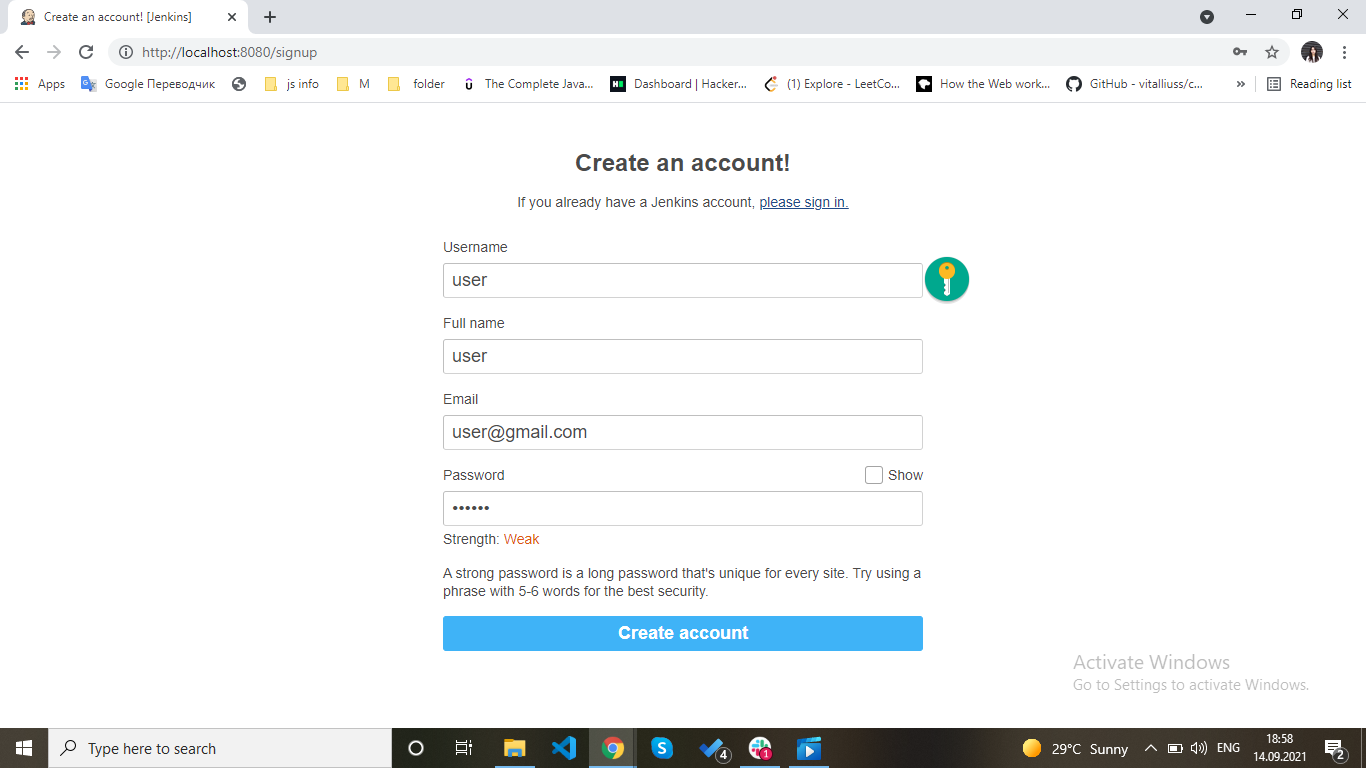 Create an account! [Jenkins]
http://localhost:8080/signup
Apps Google Переводчик js info M folder The Complete Java... Dashboard | Hacker... (1) Explore - LeetCo... How the Web work... GitHub - vitalliuss/c... » Reading list
Create an account!
If you already have a Jenkins account, please sign in.
Username
user
Full name
user
Email
user@gmail.com
Password Show
••••••
Strength: Weak
A strong password is a long password that's unique for every site. Try using a
phrase with 5-6 words for the best security.
Create account
Activate Windows
Go to Settings to activate Windows.
Type here to search 4 1 29°C Sunny ENG 18:58
14.09.2021 2